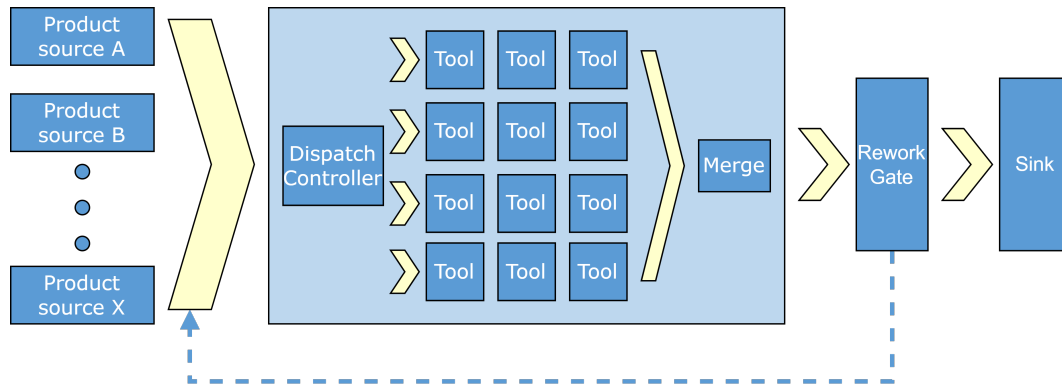 Product
source A
Product
source B
Product
source X
Dispatch
Controller
Tool Tool Tool
Tool Tool Tool
Tool Tool Tool
Tool Tool Tool
Merge
Rework
Gate
Sink